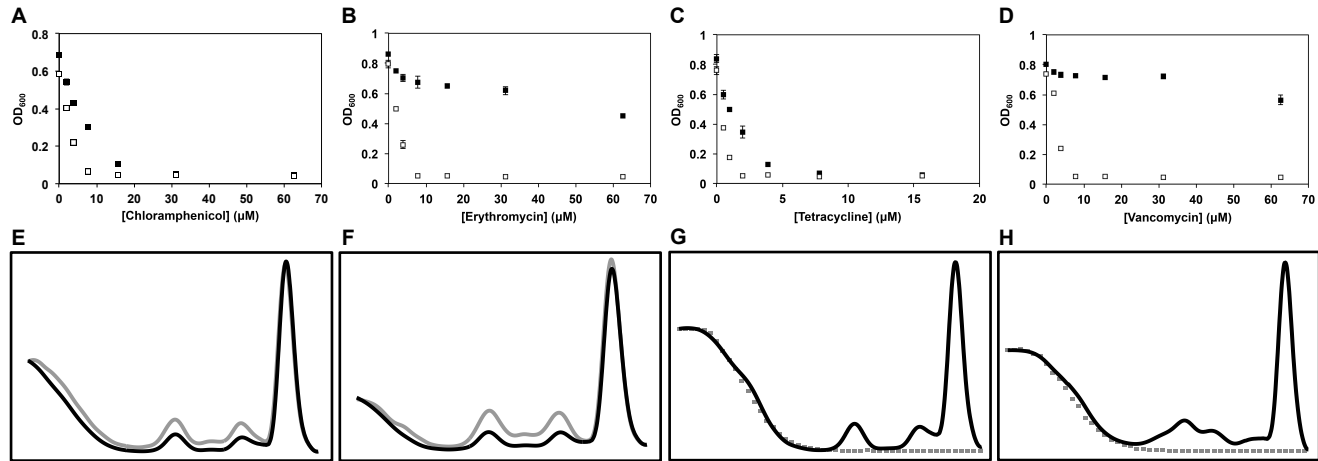 A
B
C
D
OD600
0.8
0.6
0.4
0.2
0
0 10 20 30 40 50 60 70
[Chloramphenicol] (µM)
OD600
1
0.8
0.6
0.4
0.2
0
0 10 20 30 40 50 60 70
[Erythromycin] (µM)
OD600
1
0.8
0.6
0.4
0.2
0
0 5 10 15 20
[Tetracycline] (µM)
OD600
1
0.8
0.6
0.4
0.2
0
0 10 20 30 40 50 60 70
[Vancomycin] (µM)
E
F
G
H